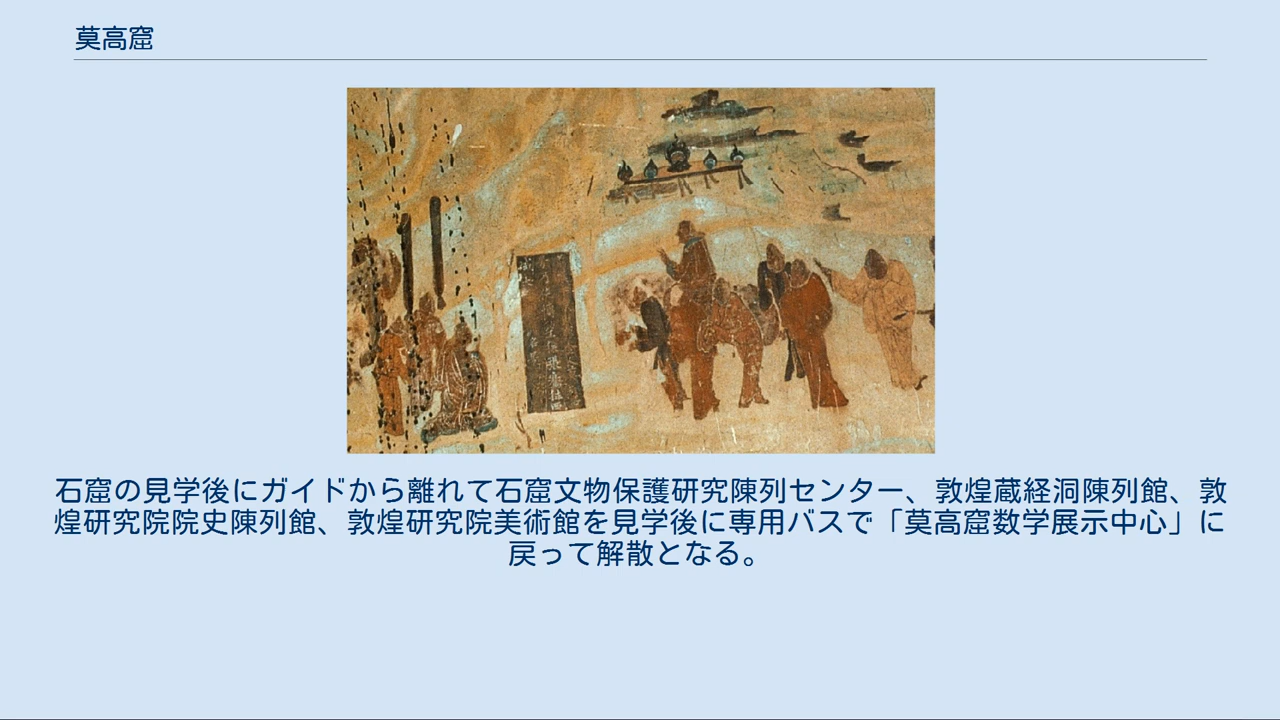 莫高窟
石窟の見学後にガイドから離れて石窟文物保護研究陳列センター、敦煌蔵経洞陳列館、敦
煌研究院院史陳列館、敦煌研究院美術館を見学後に専用バスで「莫高窟数学展示中心」に
戻って解散となる。